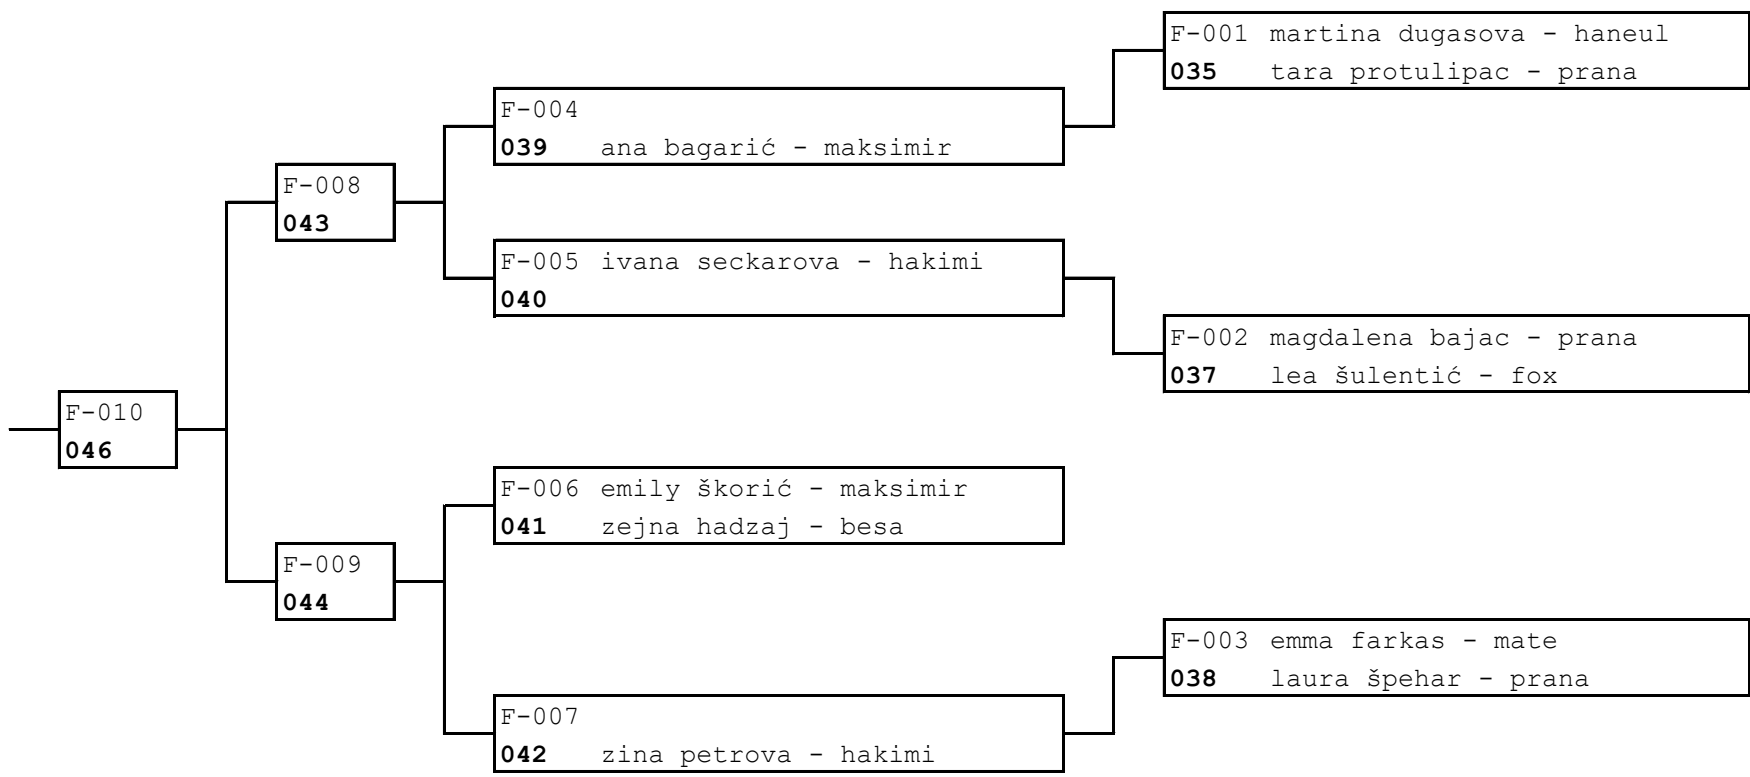 F-001 martina dugasova - haneul
035 tara protulipac - prana
F-004
039 ana bagarić - maksimir
F-008
043
F-005 ivana seckarova - hakimi
040
F-002 magdalena bajac - prana
037 lea šulentić - fox
F-010
046
F-006 emily škorić - maksimir
041 zejna hadzaj - besa
F-009
044
F-003 emma farkas - mate
038 laura špehar - prana
F-007
042 zina petrova - hakimi